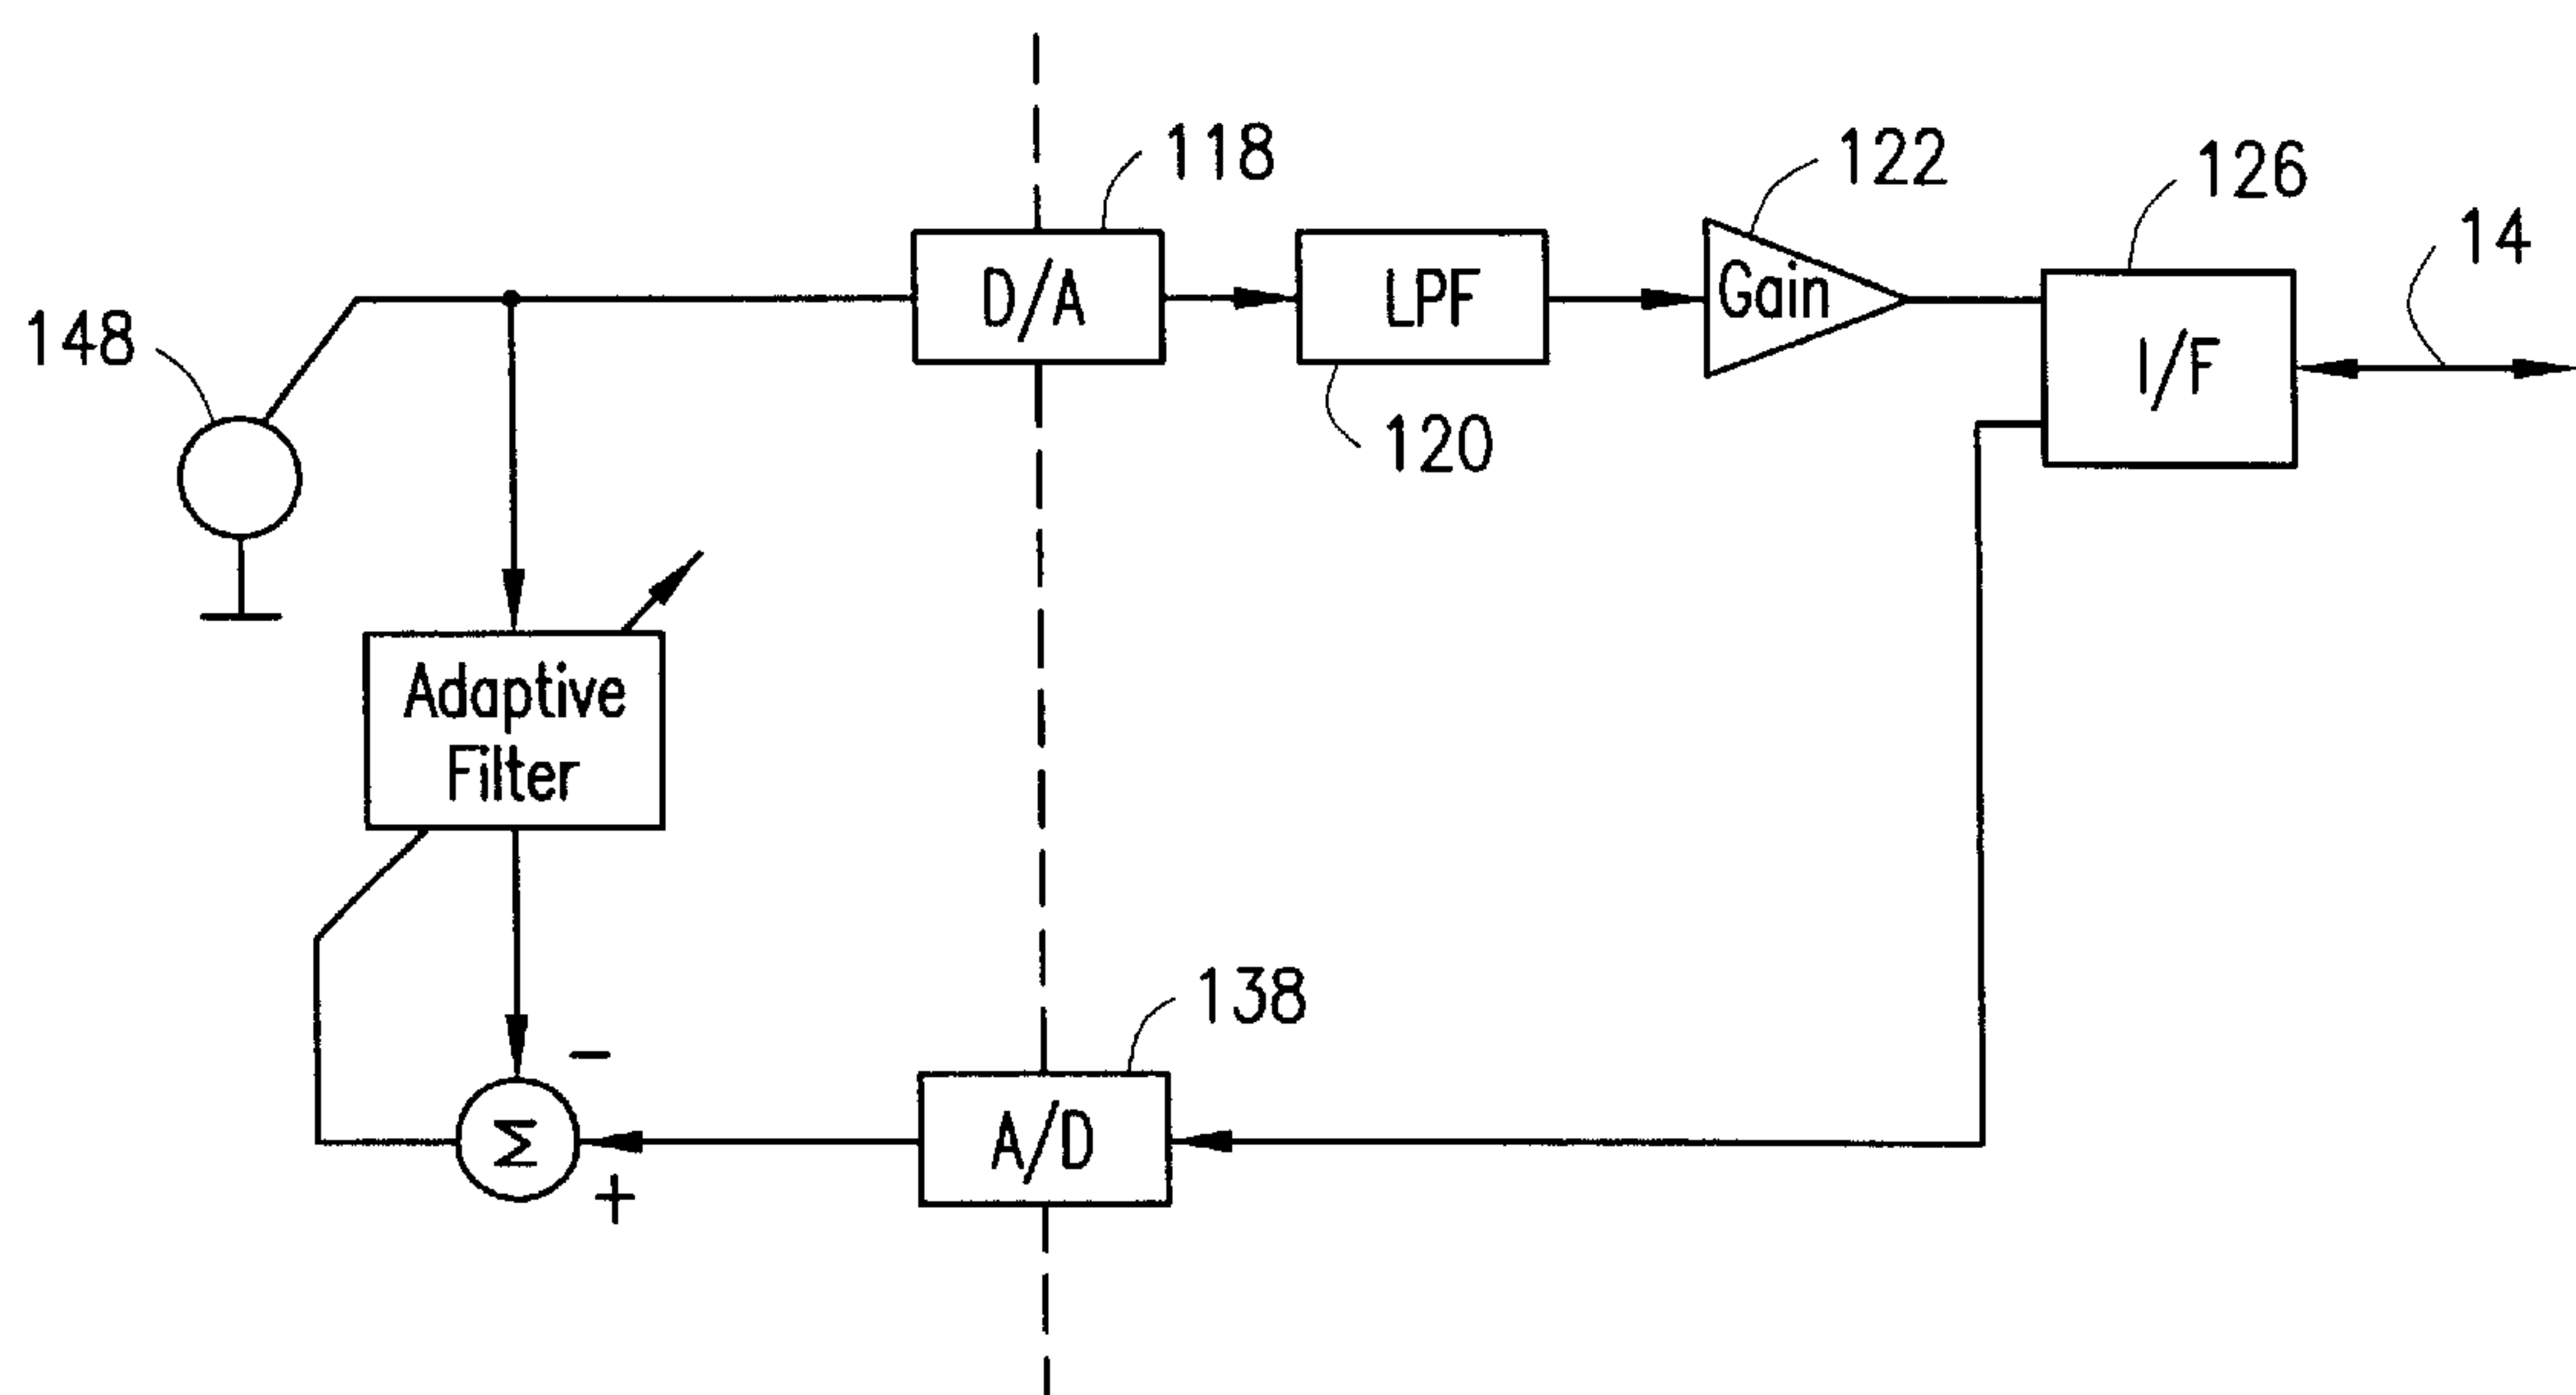 118
122
126
14
D/A
LPF
Gain
148
I/F
120
Adaptive
Filter
138
−
A/D
Σ
+